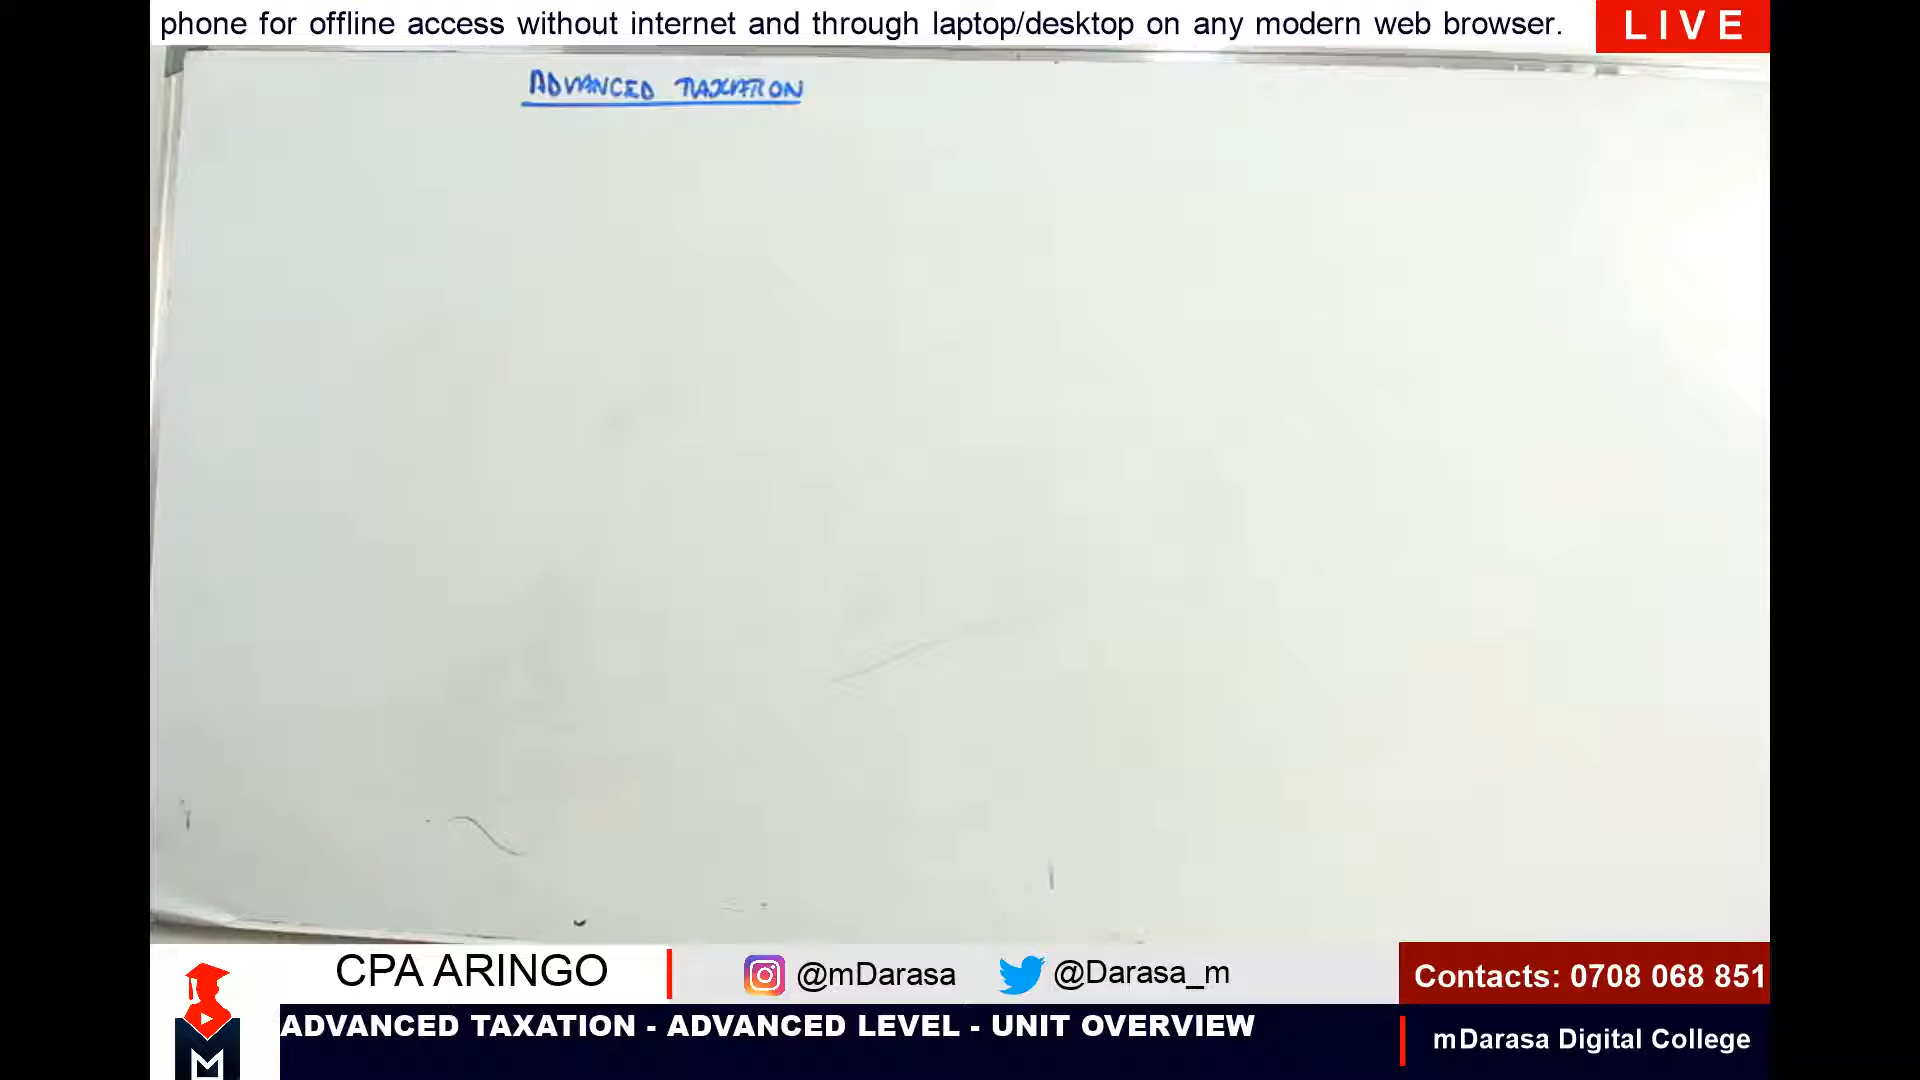 phone for offline access without internet and through laptop/desktop on any modern web browser.
LIVE
ADVANCED TAXATION
CPA ARINGO
@mDarasa
@Darasa_m
Contacts: 0708 068 851
ADVANCED TAXATION - ADVANCED LEVEL - UNIT OVERVIEW
mDarasa Digital College
M